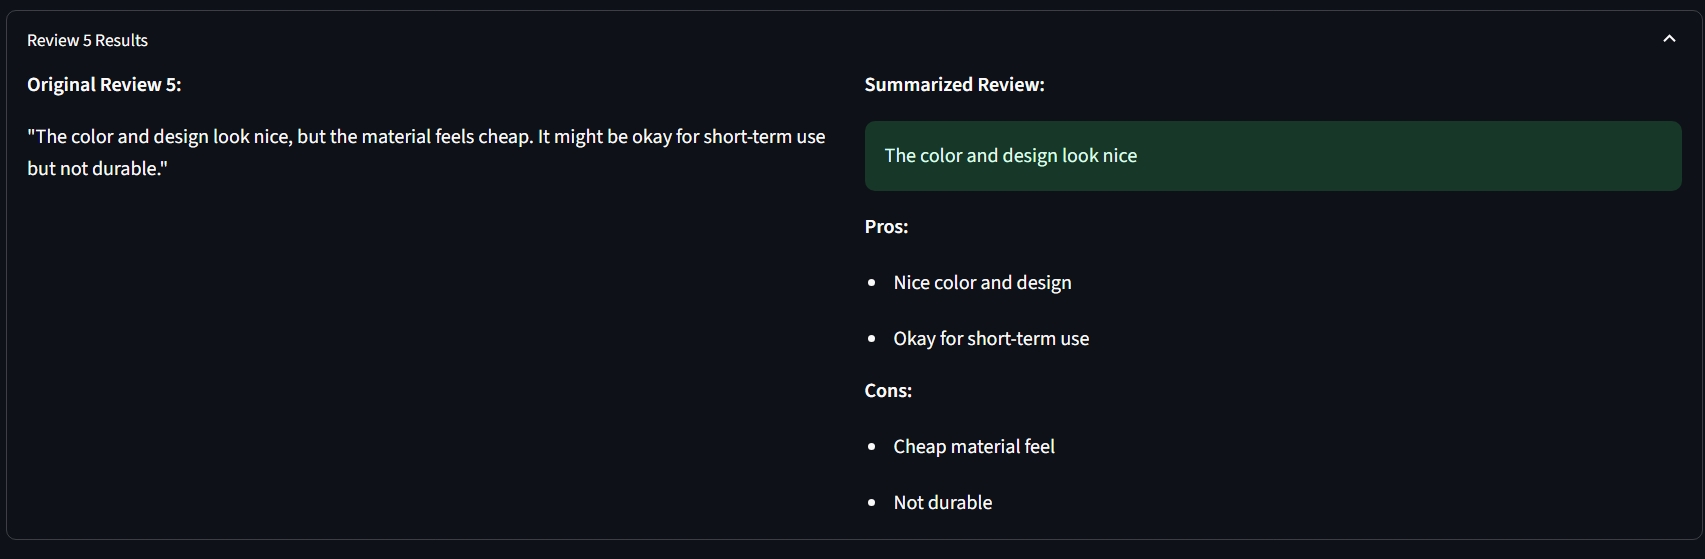 Review 5 Results
Original Review 5:
"The color and design look nice, but the material feels cheap. It might be okay for short-term use
but not durable."
Summarized Review:
The color and design look nice
Pros:
• Nice color and design
• Okay for short-term use
Cons:
• Cheap material feel
• Not durable